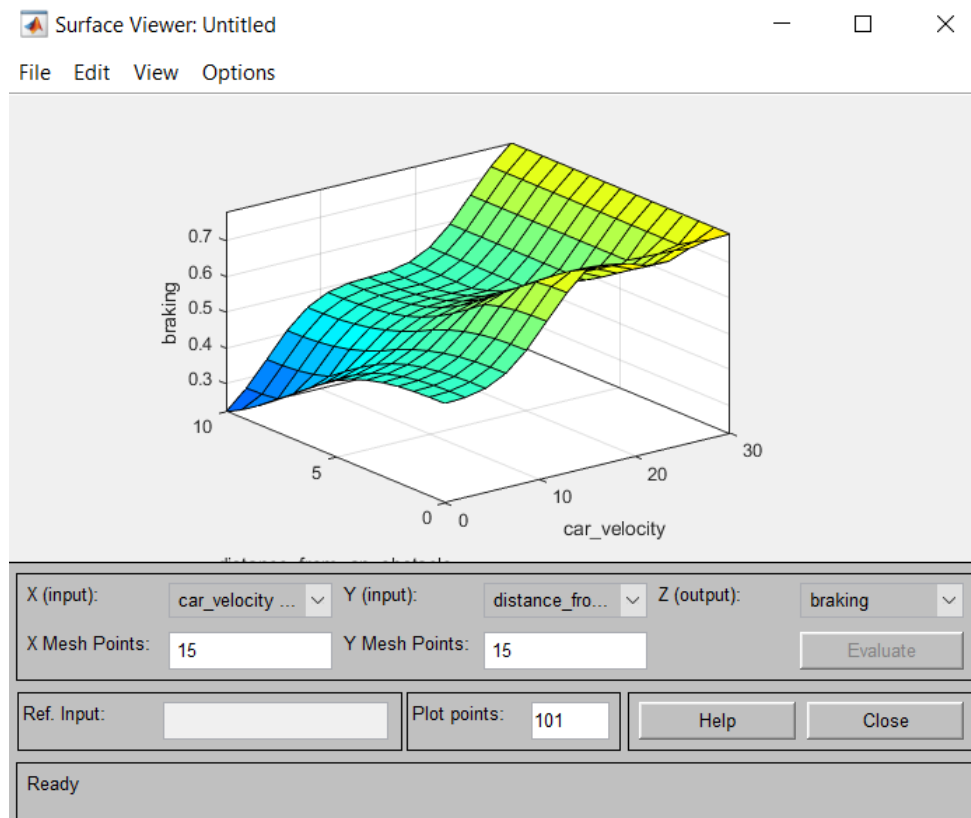 Surface Viewer: Untitled
File Edit View Options
0.7
0.6
0.5
0.4
0.3
braking
10
5
0
0
10
20
30
car_velocity
X (input): car_velocity ... Y (input): distance_fro... Z (output): braking
X Mesh Points: 15 Y Mesh Points: 15 Evaluate
Ref. Input: Plot points: 101 Help Close
Ready